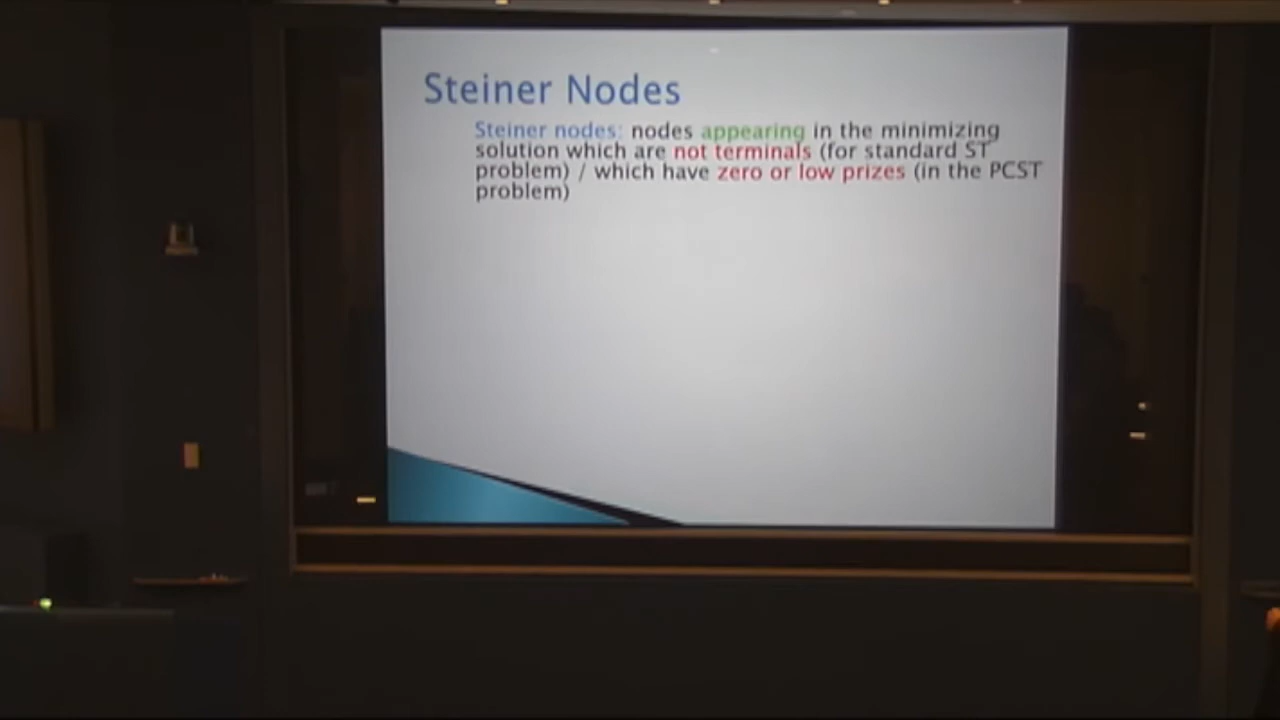 Steiner Nodes
Steiner nodes: nodes appearing in the minimizing
solution which are not terminals (for standard ST
problem) / which have zero or low prizes (in the PCST
problem)